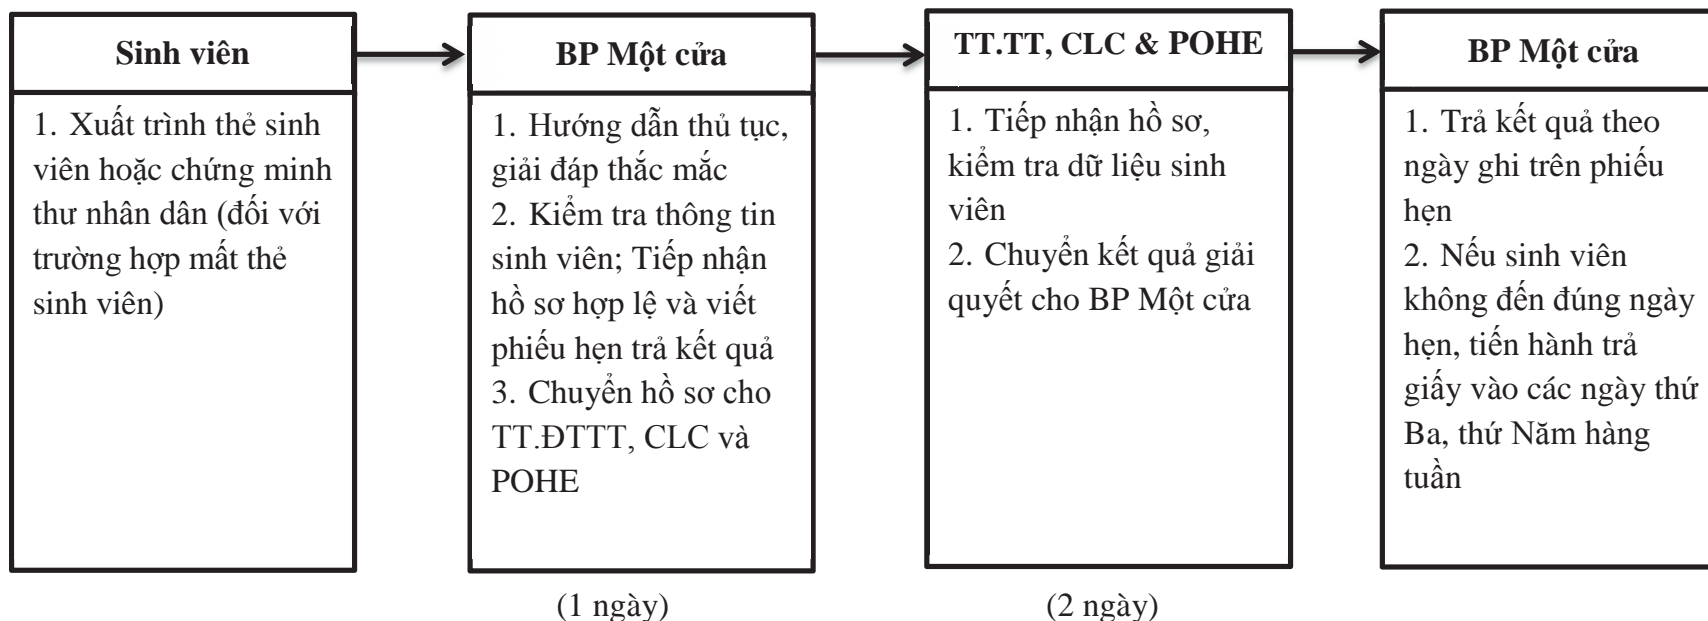 Sinh viên
1. Xuất trình thẻ sinh
viên hoặc chứng minh
thư nhân dân (đối với
trường hợp mất thẻ
sinh viên)
BP Một cửa
1. Hướng dẫn thủ tục,
giải đáp thắc mắc
2. Kiểm tra thông tin
sinh viên; Tiếp nhận
hồ sơ hợp lệ và viết
phiếu hẹn trả kết quả
3. Chuyển hồ sơ cho
TT.ĐTTT, CLC và
POHE
(1 ngày)
TT.TT, CLC & POHE
1. Tiếp nhận hồ sơ,
kiểm tra dữ liệu sinh
viên
2. Chuyển kết quả giải
quyết cho BP Một cửa
(2 ngày)
BP Một cửa
1. Trả kết quả theo
ngày ghi trên phiếu
hẹn
2. Nếu sinh viên
không đến đúng ngày
hẹn, tiến hành trả
giấy vào các ngày thứ
Ba, thứ Năm hàng
tuần